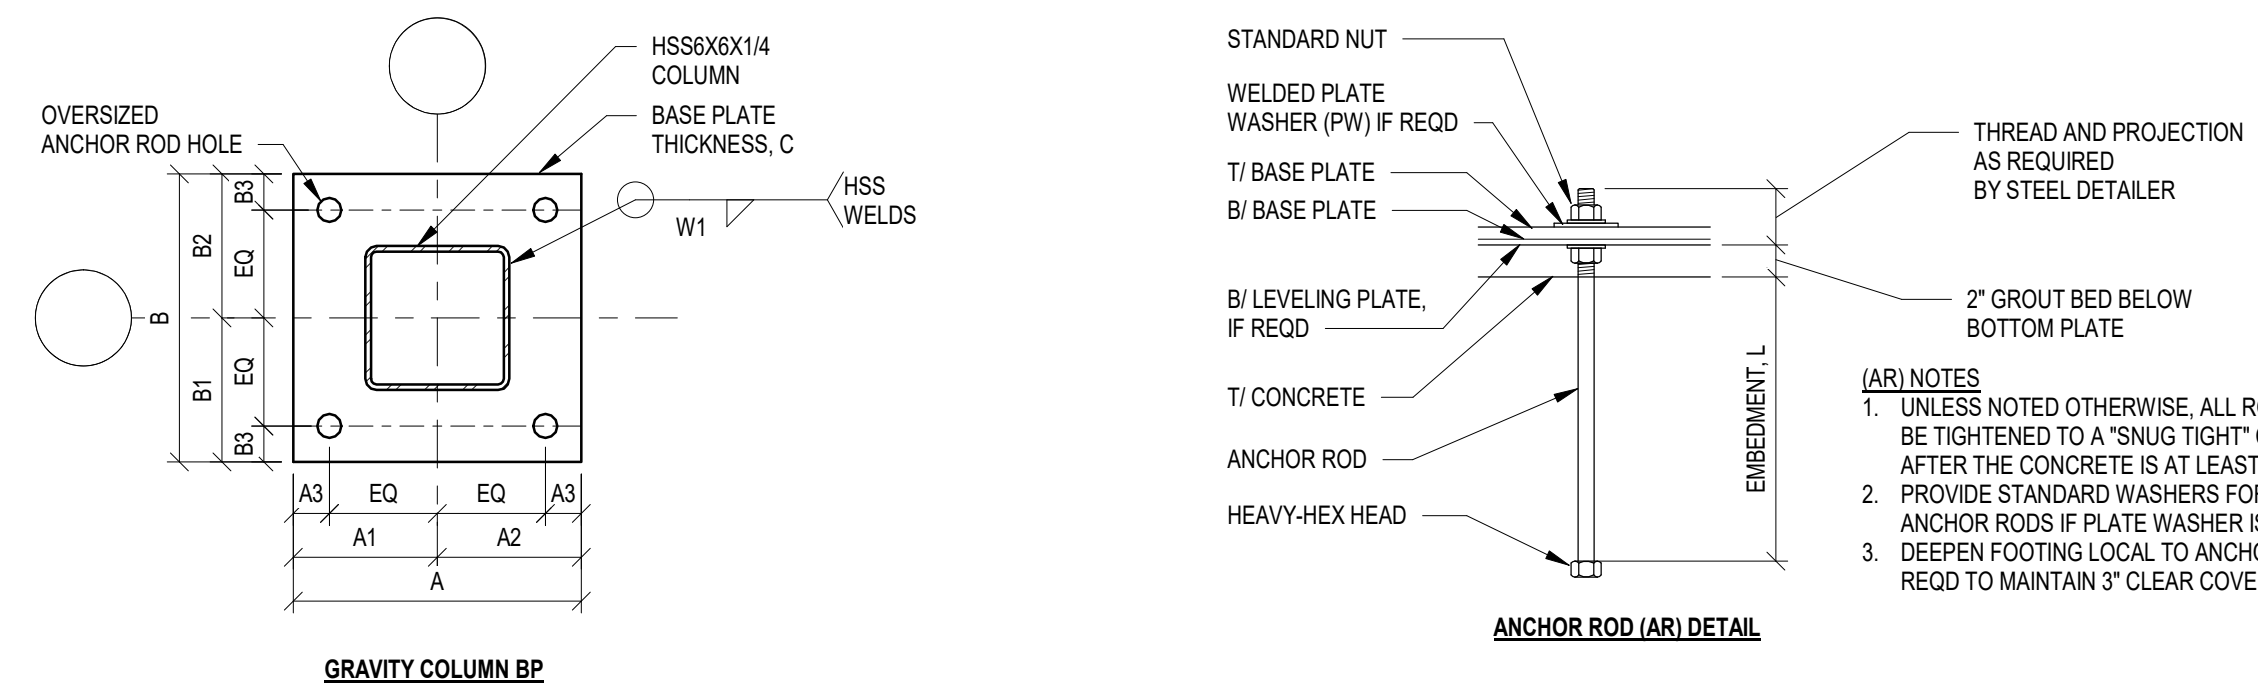 HSS6X6X1/4
COLUMN
OVERSIZED
ANCHOR ROD HOLE
BASE PLATE
THICKNESS, C
HSS
WELDS
W1
B3
B2
EQ
B
EQ
B1
B3
A3
EQ
EQ
A3
A1
A2
A
GRAVITY COLUMN BP
STANDARD NUT
WELDED PLATE
WASHER (PW) IF REQD
T/ BASE PLATE
B/ BASE PLATE
B/ LEVELING PLATE,
IF REQD
T/ CONCRETE
ANCHOR ROD
HEAVY-HEX HEAD
THREAD AND PROJECTION
AS REQUIRED
BY STEEL DETAILER
2" GROUT BED BELOW
BOTTOM PLATE
EMBEDMENT, L
ANCHOR ROD (AR) DETAIL
(AR) NOTES
1. UNLESS NOTED OTHERWISE, ALL
BE TIGHTENED TO A "SNUG TIGHT"
AFTER THE CONCRETE IS AT LEAST
2. PROVIDE STANDARD WASHERS
ANCHOR RODS IF PLATE WASHER
3. DEEPEN FOOTING LOCAL TO
REQD TO MAINTAIN 3" CLEAR